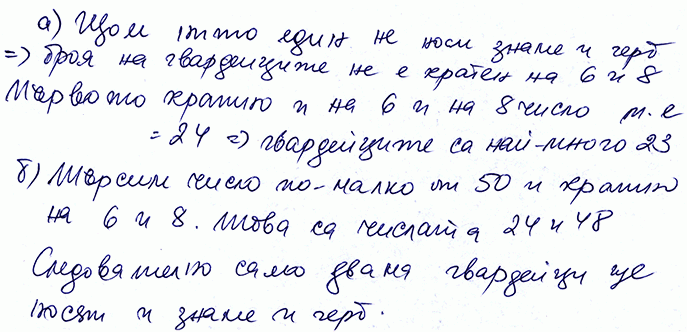 а) Щом нито един не носи знаме и герб
=> броя на гвардейците не е кратен на 6 и 8
Първото кратно и на 6 и на 8 число т.е
= 24 => гвардейците са най-много 23
б) Търсим число по-малко от 50 и кратно
на 6 и 8. Това са числата 24 и 48
Следователно само двама гвардейци ще
носят и знаме и герб.